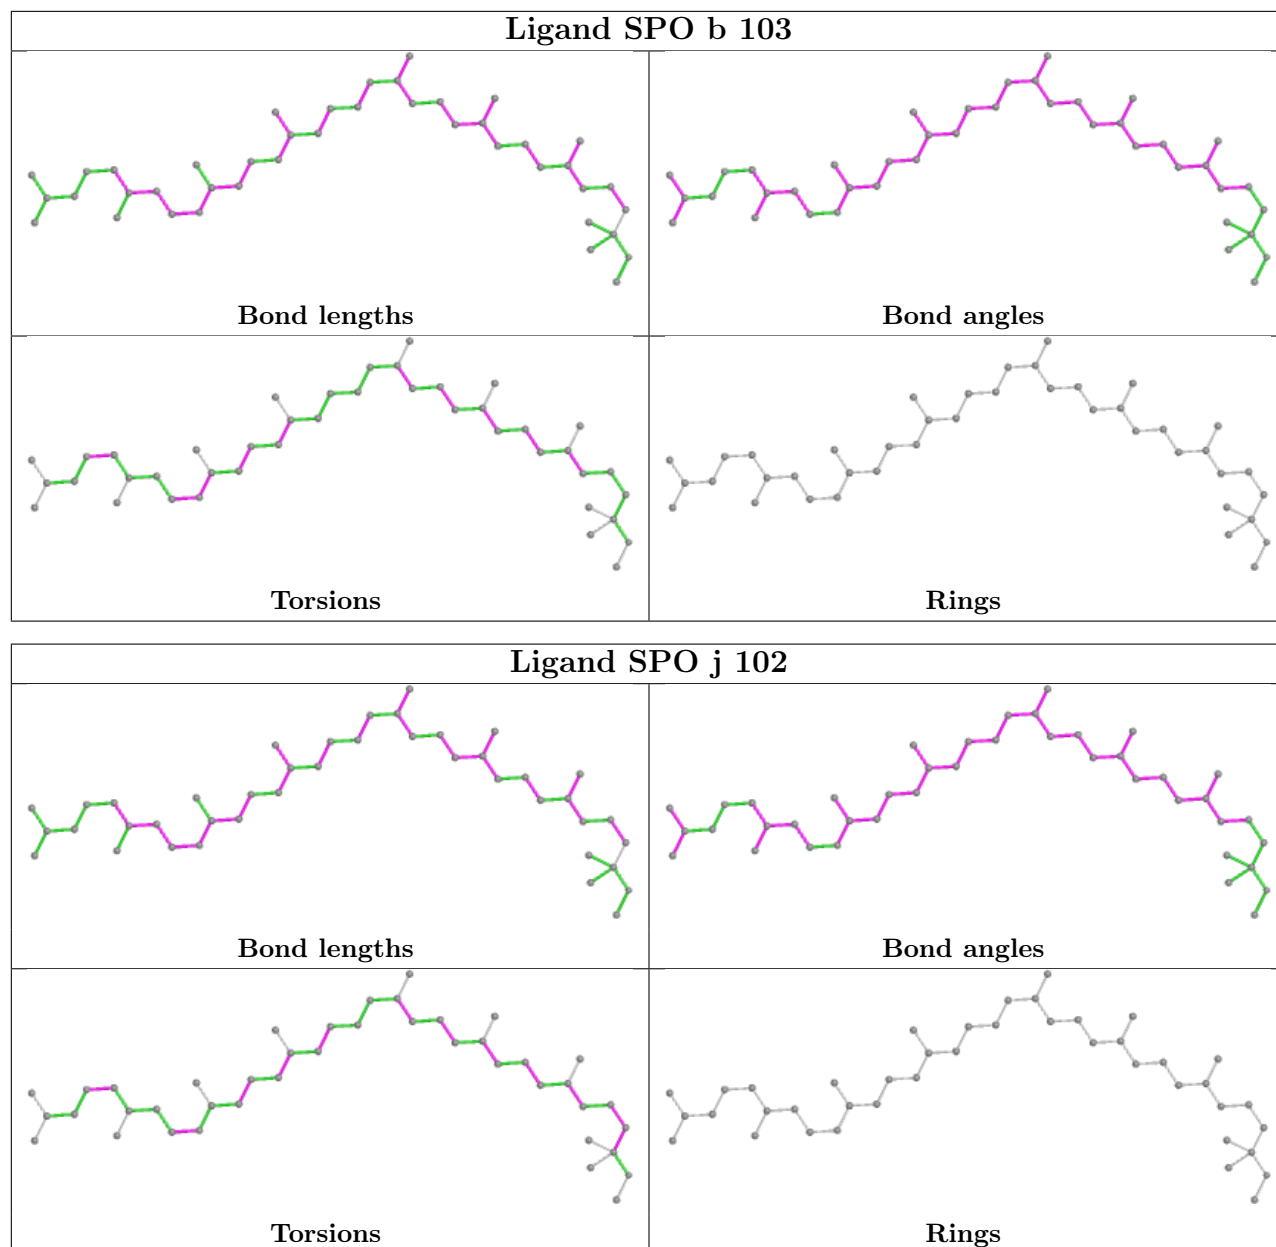 Ligand SPO b 103
Bond lengths
Bond angles
Torsions
Rings
Ligand SPO j 102
Bond lengths
Bond angles
Torsions
Rings